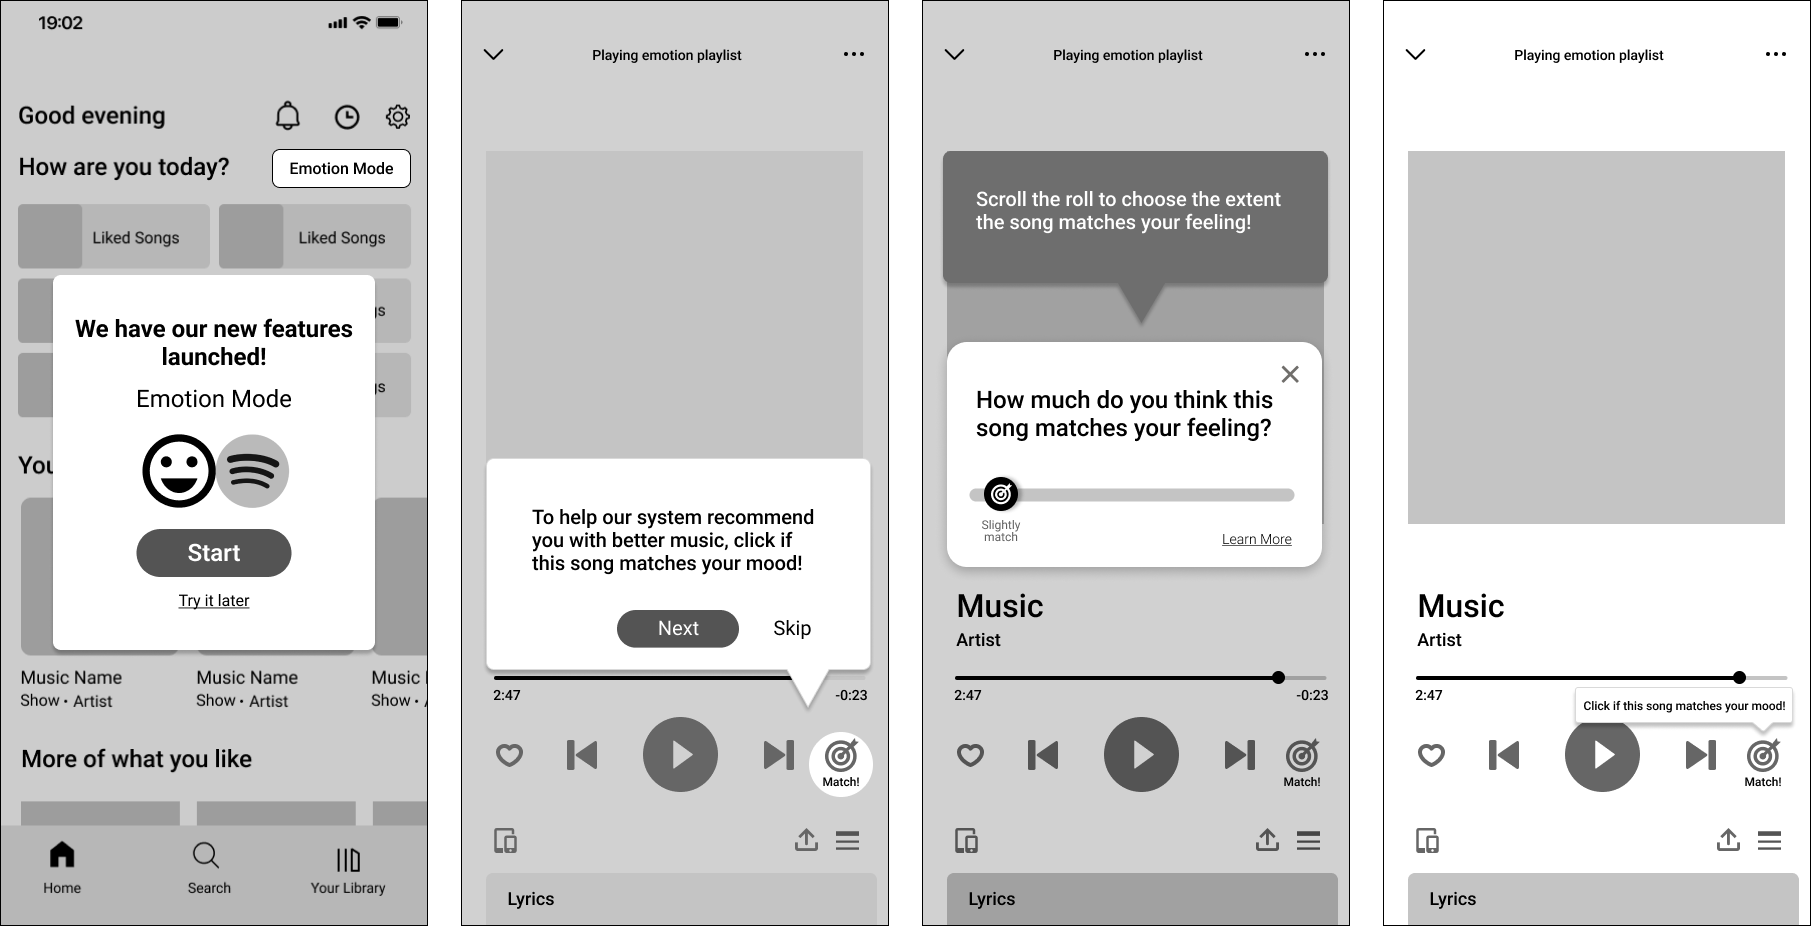 19:02
Good evening
How are you today?
Emotion Mode
Liked Songs
Liked Songs
gs
gs
We have our new features
launched!
Emotion Mode
Start
Try it later
You
Music Name
Show • Artist
Music Name
Show • Artist
Music
Show •
More of what you like
Home
Search
Your Library
Playing emotion playlist
To help our system recommend
you with better music, click if
this song matches your mood!
Next
Skip
2:47
-0:23
Match!
Lyrics
Playing emotion playlist
Scroll the roll to choose the extent
the song matches your feeling!
How much do you think this
song matches your feeling?
Slightly
match
Learn More
Music
Artist
2:47
-0:23
Match!
Lyrics
Playing emotion playlist
Music
Artist
2:47
Click if this song matches your mood!
Match!
Lyrics